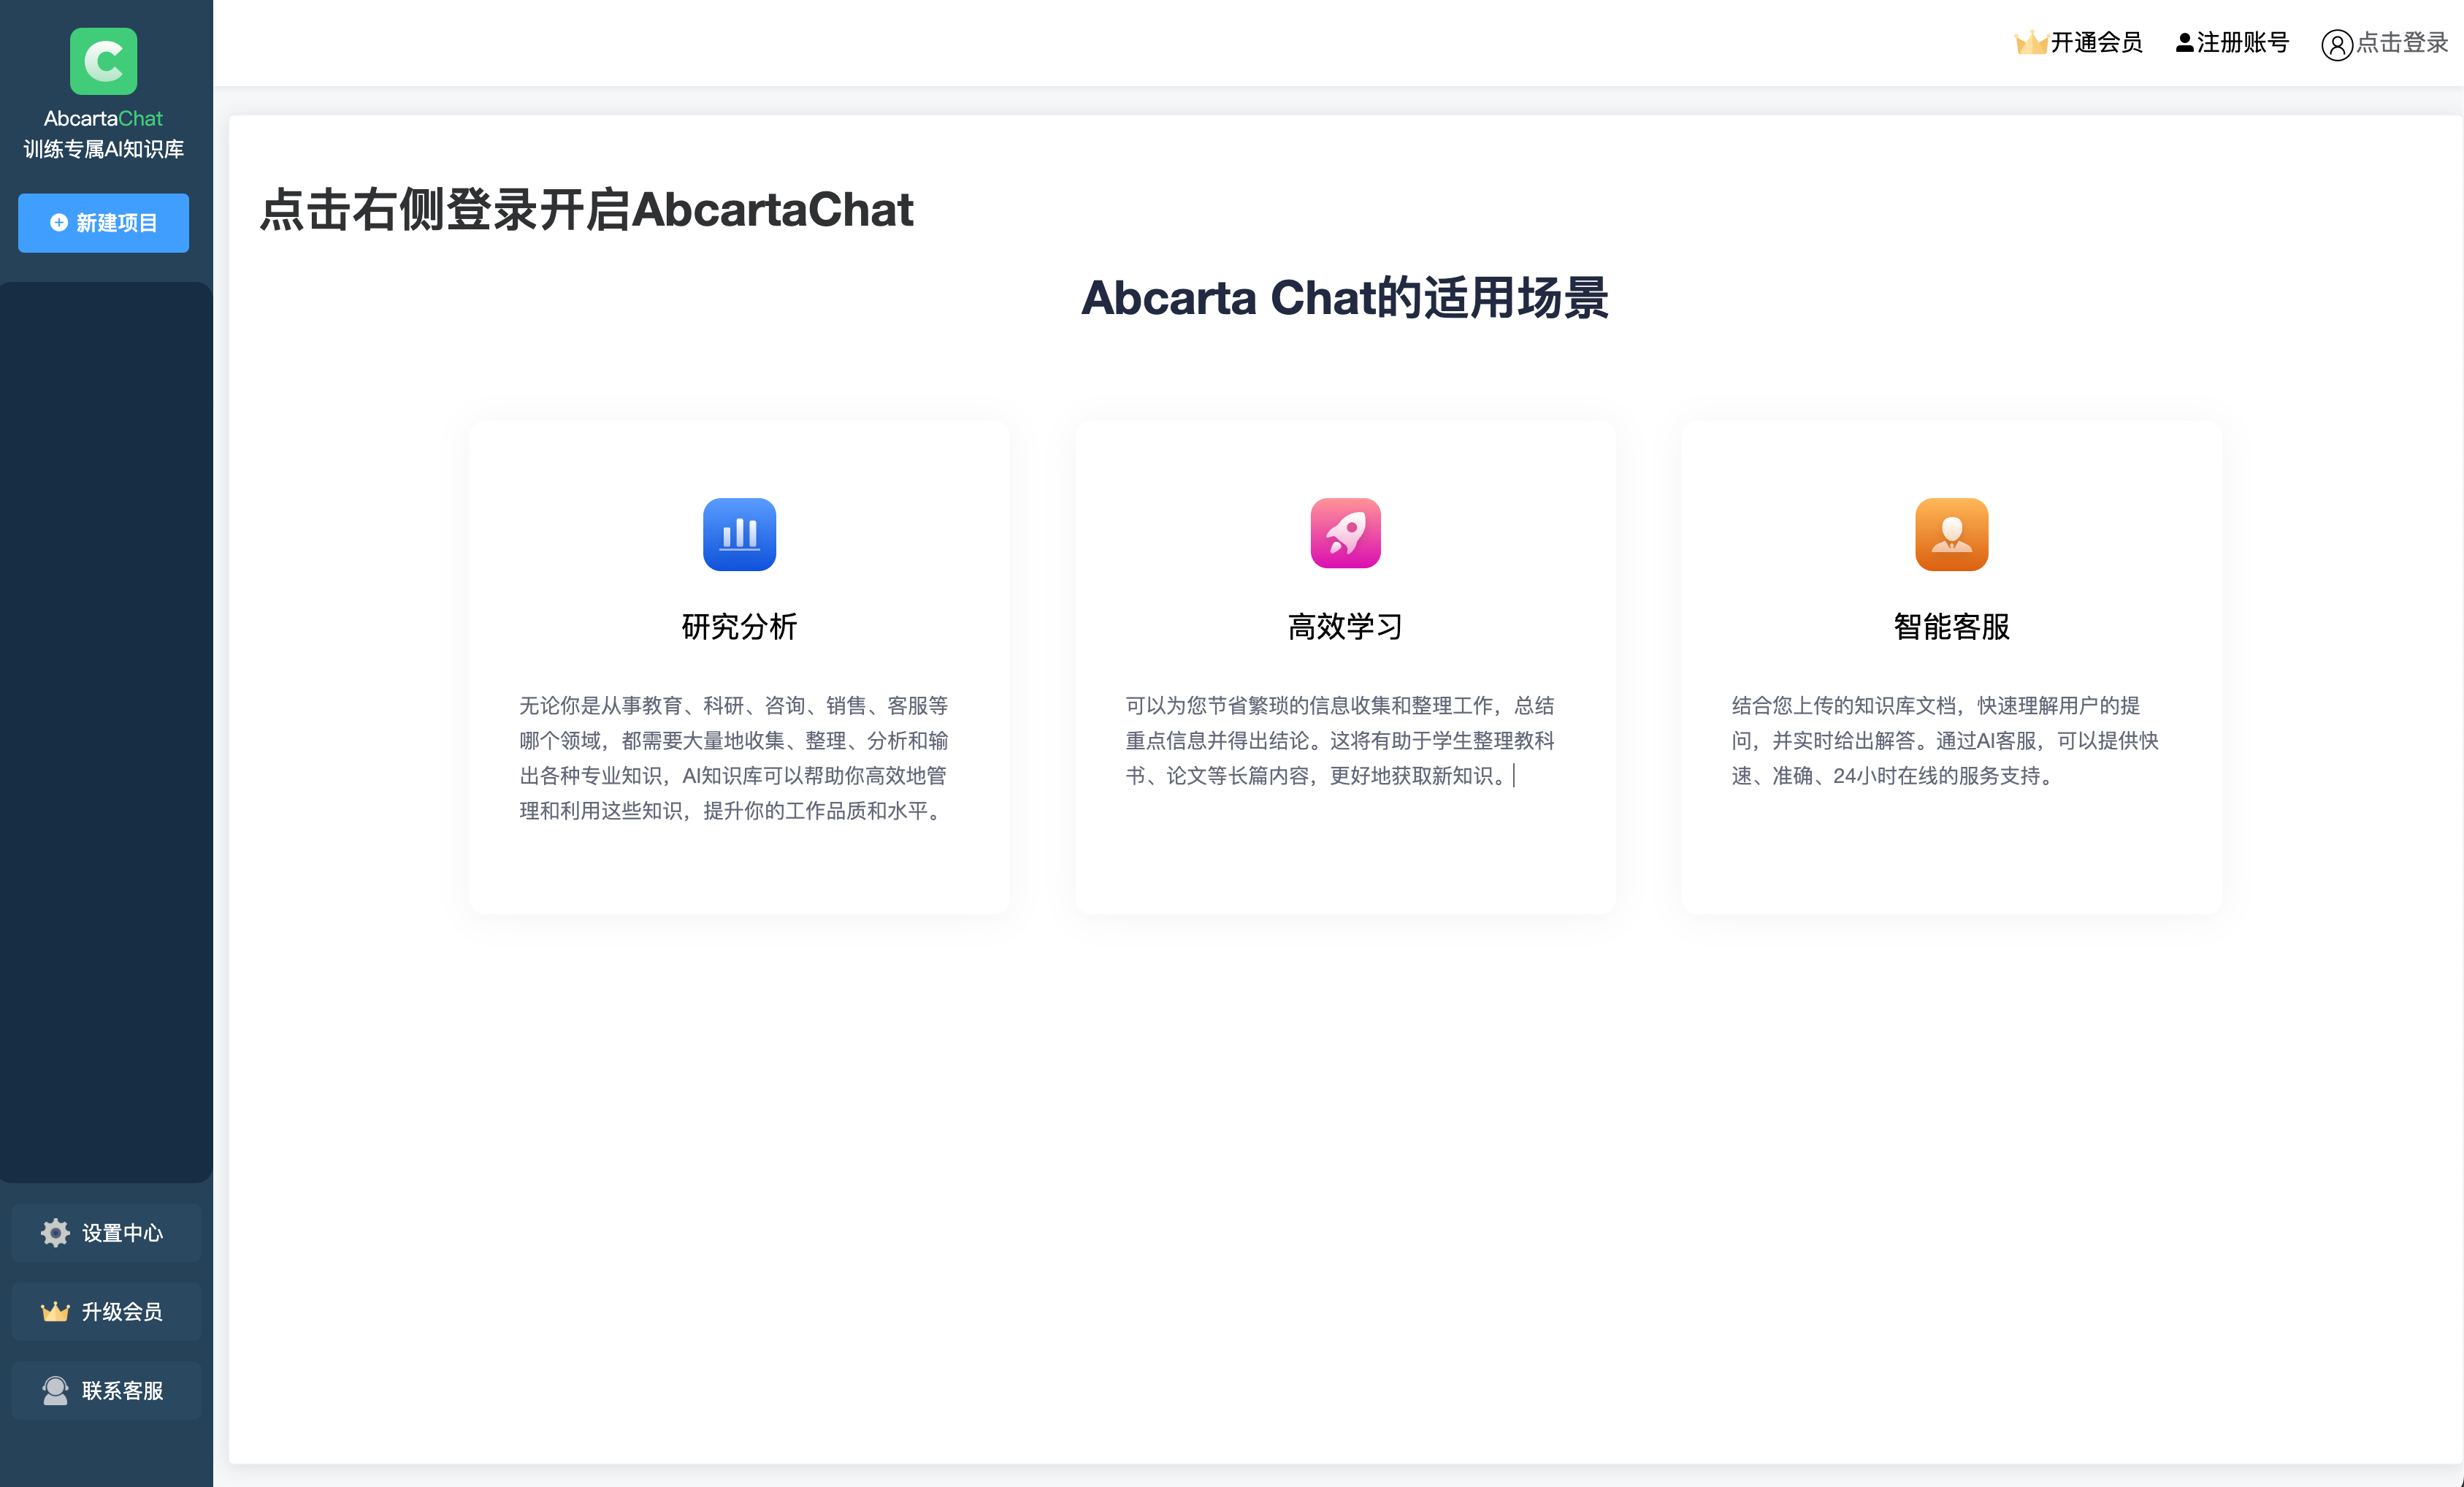 开通会员
注册账号
点击登录
AbcartaChat
训练专属AI知识库
新建项目
点击右侧登录开启AbcartaChat
Abcarta Chat的适用场景
研究分析
无论你是从事教育、科研、咨询、销售、客服等
哪个领域，都需要大量地收集、整理、分析和输
出各种专业知识，AI知识库可以帮助你高效地管
理和利用这些知识，提升你的工作品质和水平。
高效学习
可以为您节省繁琐的信息收集和整理工作，总结
重点信息并得出结论。这将有助于学生整理教科
书、论文等长篇内容，更好地获取新知识。
智能客服
结合您上传的知识库文档，快速理解用户的提
问，并实时给出解答。通过AI客服，可以提供快
速、准确、24小时在线的服务支持。
设置中心
升级会员
联系客服